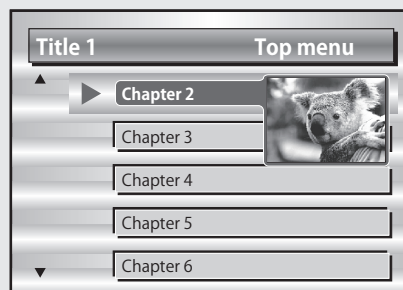 Title 1 Top menu
Chapter 2
Chapter 3
Chapter 4
Chapter 5
Chapter 6